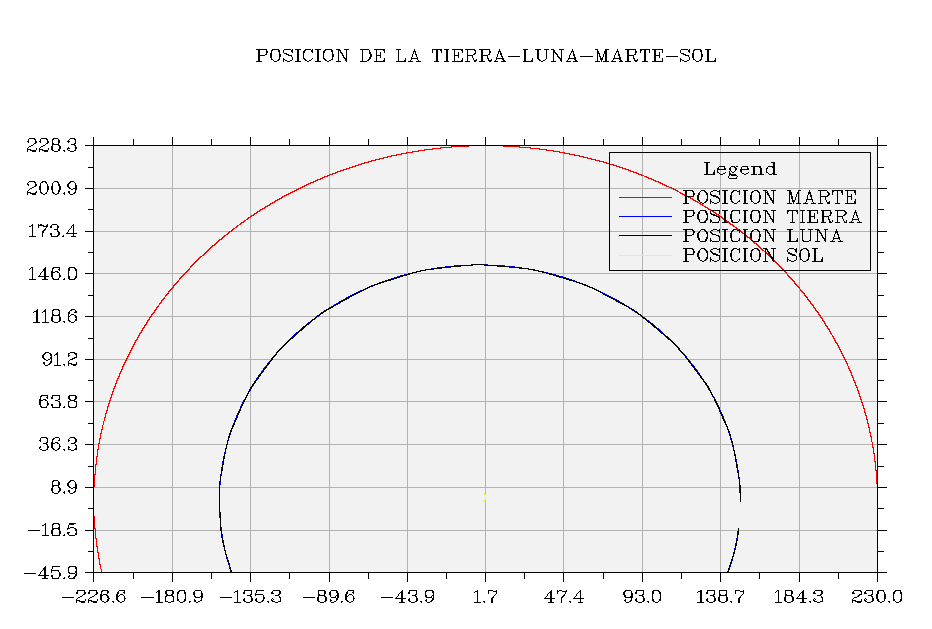 POSICION DE LA TIERRA-LUNA-MARTE-SOL
228.3
200.9
173.4
146.0
118.6
91.2
63.8
36.3
8.9
-18.5
-45.9
Legend
POSICION MARTE
POSICION TIERRA
POSICION LUNA
POSICION SOL
-226.6 -180.9 -135.3 -89.6 -43.9 1.7 47.4 93.0 138.7 184.3 230.0